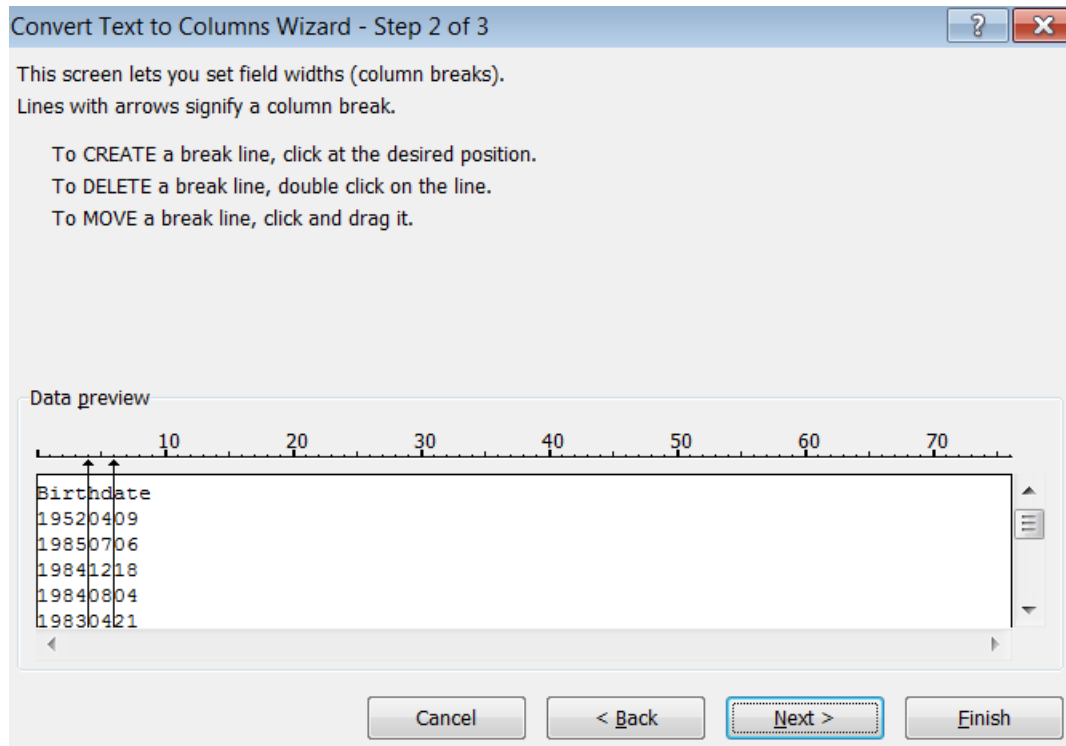 Convert Text to Columns Wizard - Step 2 of 3
?
This screen lets you set field widths (column breaks).
Lines with arrows signify a column break.
To CREATE a break line, click at the desired position.
To DELETE a break line, double click on the line.
To MOVE a break line, click and drag it.
Data preview
10 20 30 40 50 60 70
Birthdate
19520409
19850706
19841218
19840804
19830421
Cancel < Back Next > Finish